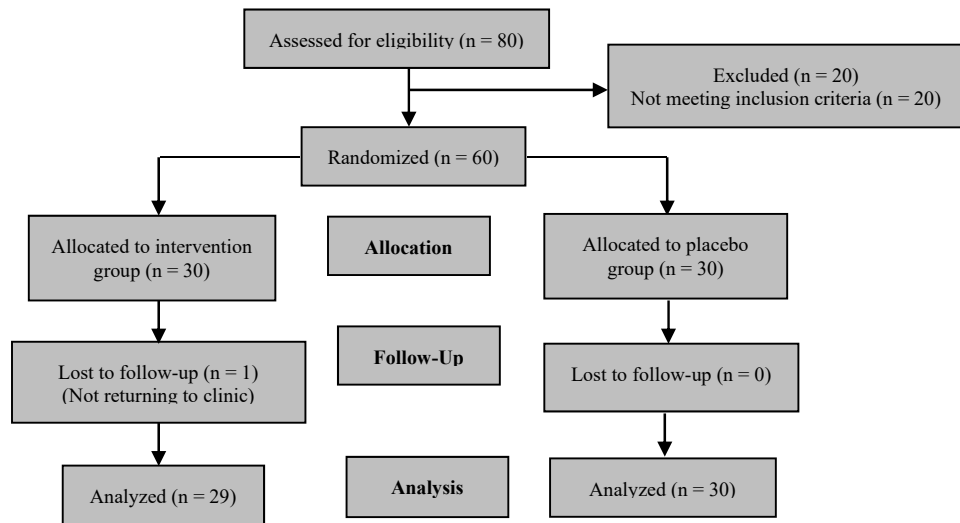 Assessed for eligibility (n = 80)
Excluded (n = 20)
Not meeting inclusion criteria (n = 20)
Randomized (n = 60)
Allocated to intervention
group (n = 30)
Allocation
Allocated to placebo
group (n = 30)
Lost to follow-up (n = 1)
(Not returning to clinic)
Follow-Up
Lost to follow-up (n = 0)
Analyzed (n = 29)
Analysis
Analyzed (n = 30)